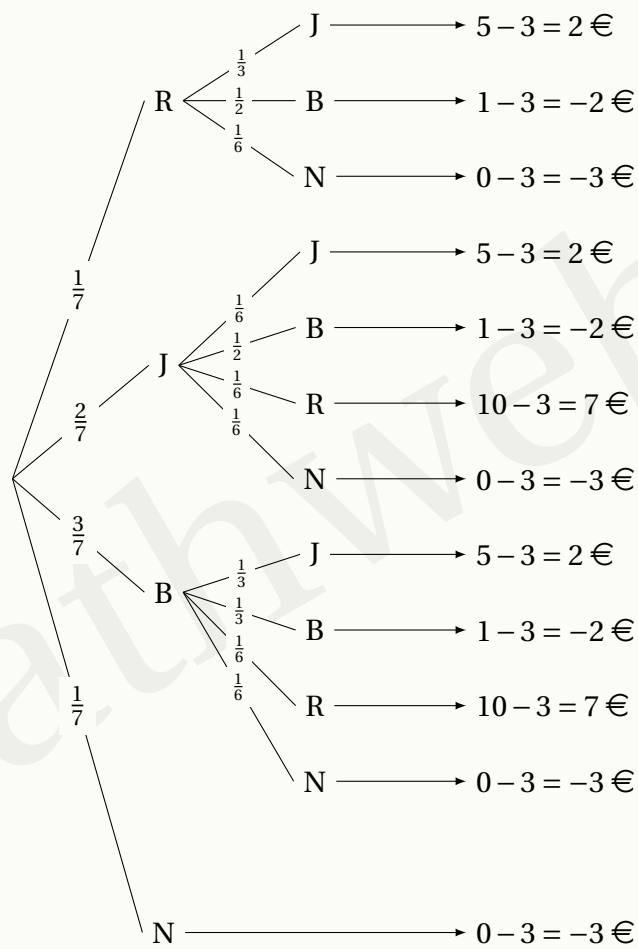 J 5 − 3 = 2 €
1/3
R 1/2 B 1 − 3 = −2 €
1/6
N 0 − 3 = −3 €
J 5 − 3 = 2 €
1/7
1/6
B 1 − 3 = −2 €
1/2
J
1/6
R 10 − 3 = 7 €
2/7 1/6
N 0 − 3 = −3 €
3/7
J 5 − 3 = 2 €
1/3
B
1/3
B 1 − 3 = −2 €
1/6
1/6
R 10 − 3 = 7 €
1/7
N 0 − 3 = −3 €
N 0 − 3 = −3 €
athweb